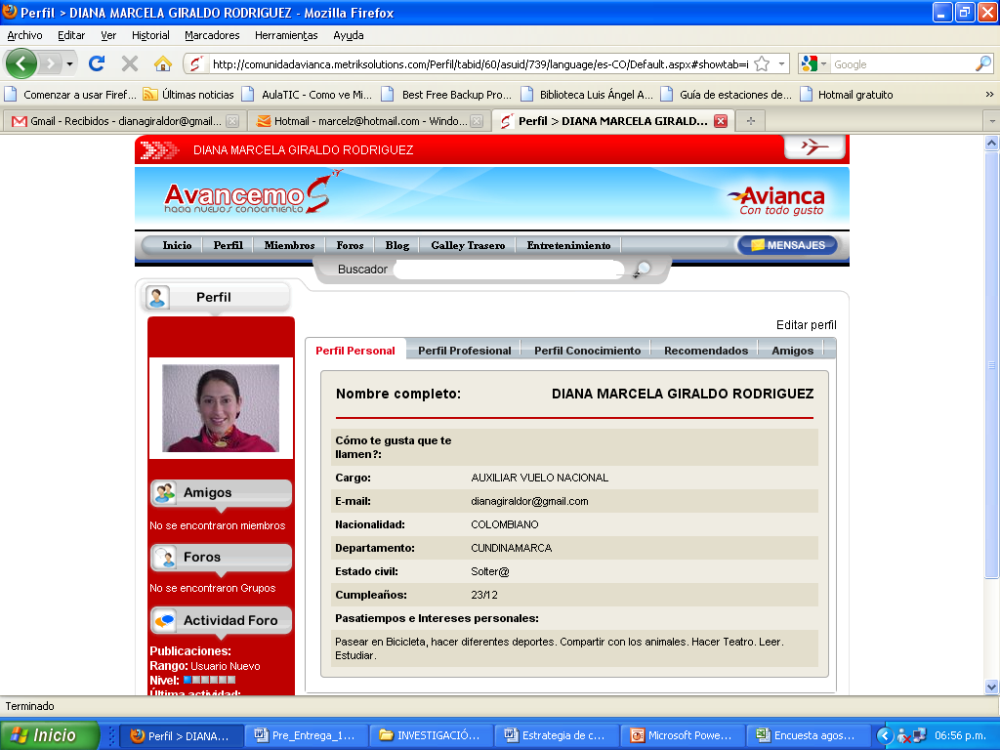 Perfil > DIANA MARCELA GIRALDO RODRIGUEZ - Mozilla Firefox
Archivo Editar Ver Historial Marcadores Herramientas Ayuda
http://comunidadavianca.metriksolutions.com/Perfil/tabid/60/asuid/739/language/es-CO/Default.aspx#showtab=i
Google
Comenzar a usar Firef... Últimas noticias AulaTIC - Como ve Mi... Best Free Backup Pro... Biblioteca Luis Ángel A... Guía de estaciones de... Hotmail gratuito »
Gmail - Recibidos - dianagiraldor@gmail... Hotmail - marcelz@hotmail.com - Windo... Perfil > DIANA MARCELA GIRALD...
DIANA MARCELA GIRALDO RODRIGUEZ
AvancemoS
hacia nuevos conocimientos
Avianca
Con todo gusto
Inicio Perfil Miembros Foros Blog Galley Trasero Entretenimiento MENSAJES
Buscador
Perfil
Editar perfil
Perfil Personal Perfil Profesional Perfil Conocimiento Recomendados Amigos
Nombre completo: DIANA MARCELA GIRALDO RODRIGUEZ
Cómo te gusta que te
llamen?:
Cargo: AUXILIAR VUELO NACIONAL
E-mail: dianagiraldor@gmail.com
Nacionalidad: COLOMBIANO
Departamento: CUNDINAMARCA
Estado civil: Solter@
Cumpleaños: 23/12
Pasatiempos e Intereses personales:
Pasear en Bicicleta, hacer diferentes deportes. Compartir con los animales. Hacer Teatro. Leer.
Estudiar.
Amigos
No se encontraron miembros
Foros
No se encontraron Grupos
Actividad Foro
Publicaciones:
Rango: Usuario Nuevo
Nivel:
Última actividad:
Terminado
Inicio Perfil > DIANA... Pre_Entrega_1... INVESTIGACIÓ... Estrategia de c... Microsoft Powe... Encuesta agos... 06:56 p.m.